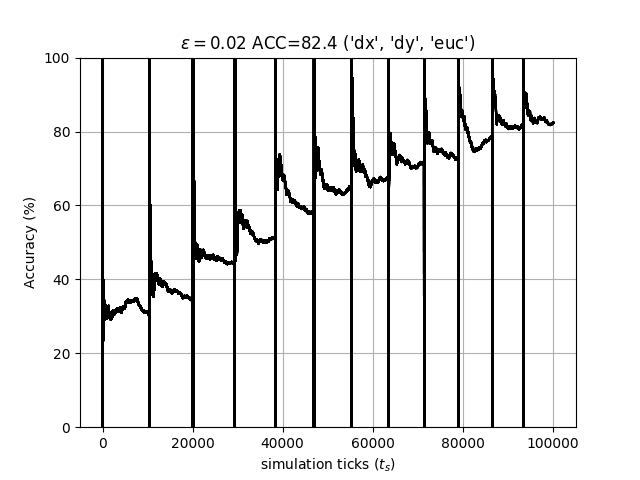 ε = 0.02 ACC=82.4 ('dx', 'dy', 'euc')
100
80
60
40
20
0
Accuracy (%)
0 20000 40000 60000 80000 100000
simulation ticks (tₛ)